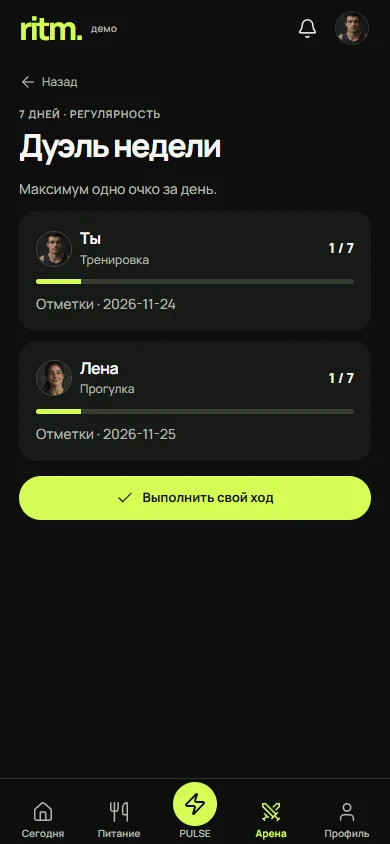 ritm. демо
Назад
7 ДНЕЙ · РЕГУЛЯРНОСТЬ
Дуэль недели
Максимум одно очко за день.
Ты
Тренировка
1 / 7
Отметки · 2026-11-24
Лена
Прогулка
1 / 7
Отметки · 2026-11-25
Выполнить свой ход
Сегодня Питание PULSE Арена Профиль